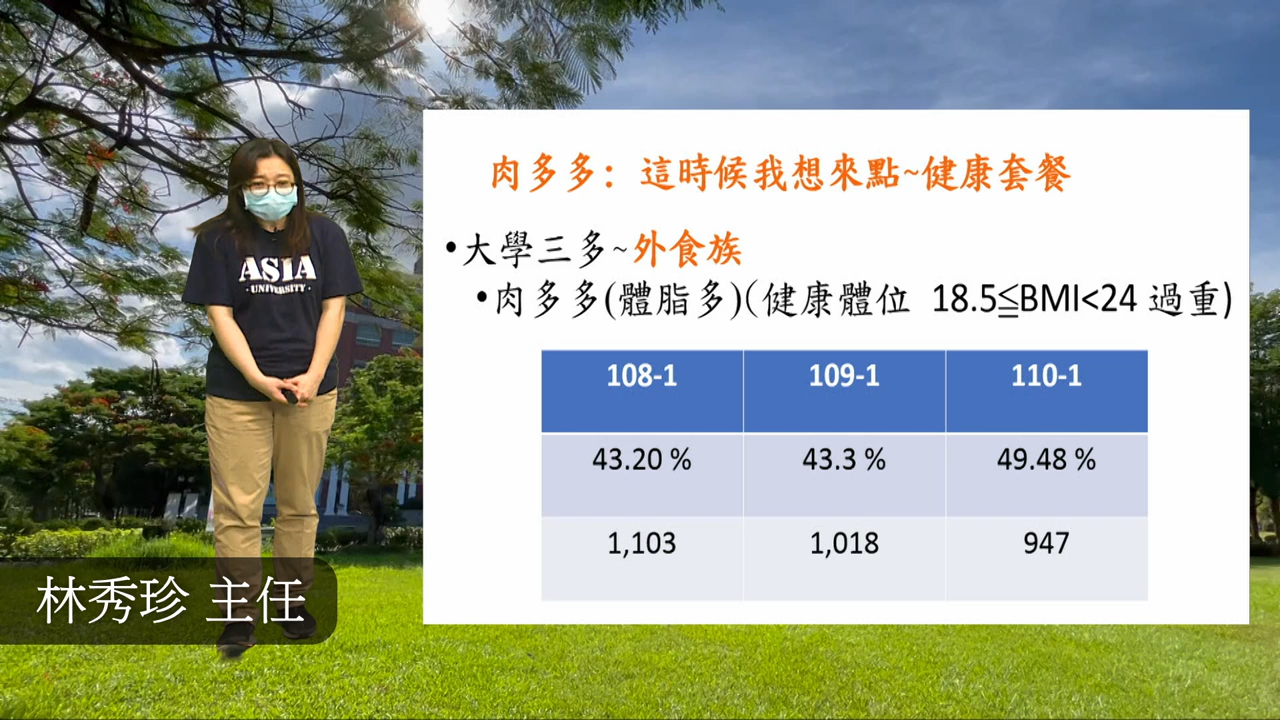 肉多多：這時候我想來點~健康套餐
•大學三多~外食族
•肉多多(體脂多)(健康體位 18.5≦BMI<24 過重)
108-1 109-1 110-1
43.20 % 43.3 % 49.48 %
1,103 1,018 947
ASIA
·UNIVERSITY·
林秀珍 主任